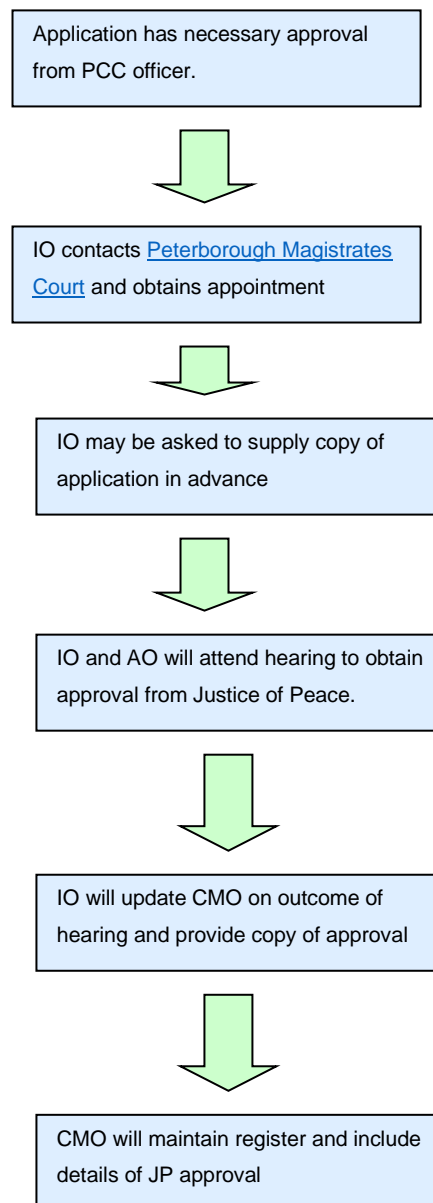 Application has necessary approval
from PCC officer.
IO contacts Peterborough Magistrates
Court and obtains appointment
IO may be asked to supply copy of
application in advance
IO and AO will attend hearing to obtain
approval from Justice of Peace.
IO will update CMO on outcome of
hearing and provide copy of approval
CMO will maintain register and include
details of JP approval